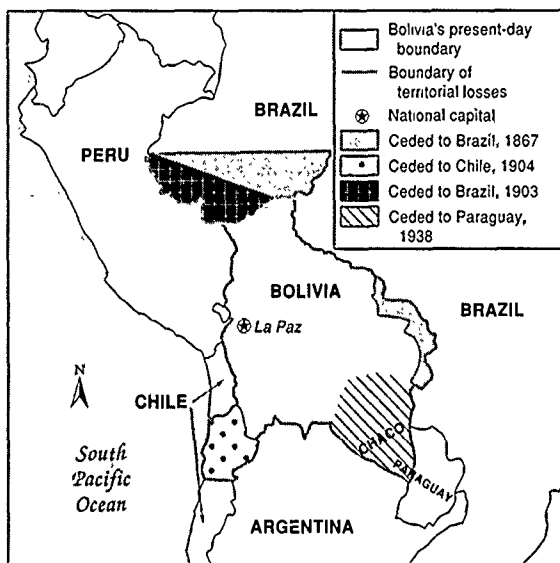 Bolivia's present-day
boundary
Boundary of
territorial losses
National capital
Ceded to Brazil, 1867
Ceded to Chile, 1904
Ceded to Brazil, 1903
Ceded to Paraguay,
1938
BRAZIL
PERU
BOLIVIA
BRAZIL
La Paz
N
CHILE
CHACO
PARAGUAY
South
Pacific
Ocean
ARGENTINA